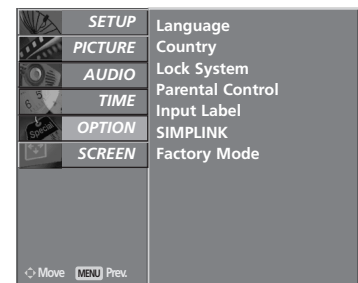 SETUP
PICTURE
AUDIO
TIME
OPTION
SCREEN
Move MENU Prev.
Language
Country
Lock System
Parental Control
Input Label
SIMPLINK
Factory Mode
Special